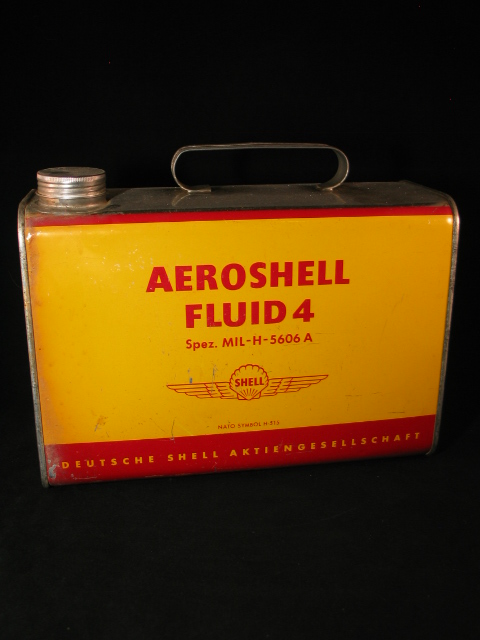 AEROSHELL
FLUID 4
Spez. MIL-H-5606 A
SHELL
NATO SYMBOL H-515
DEUTSCHE SHELL AKTIENGESELLSCHAFT